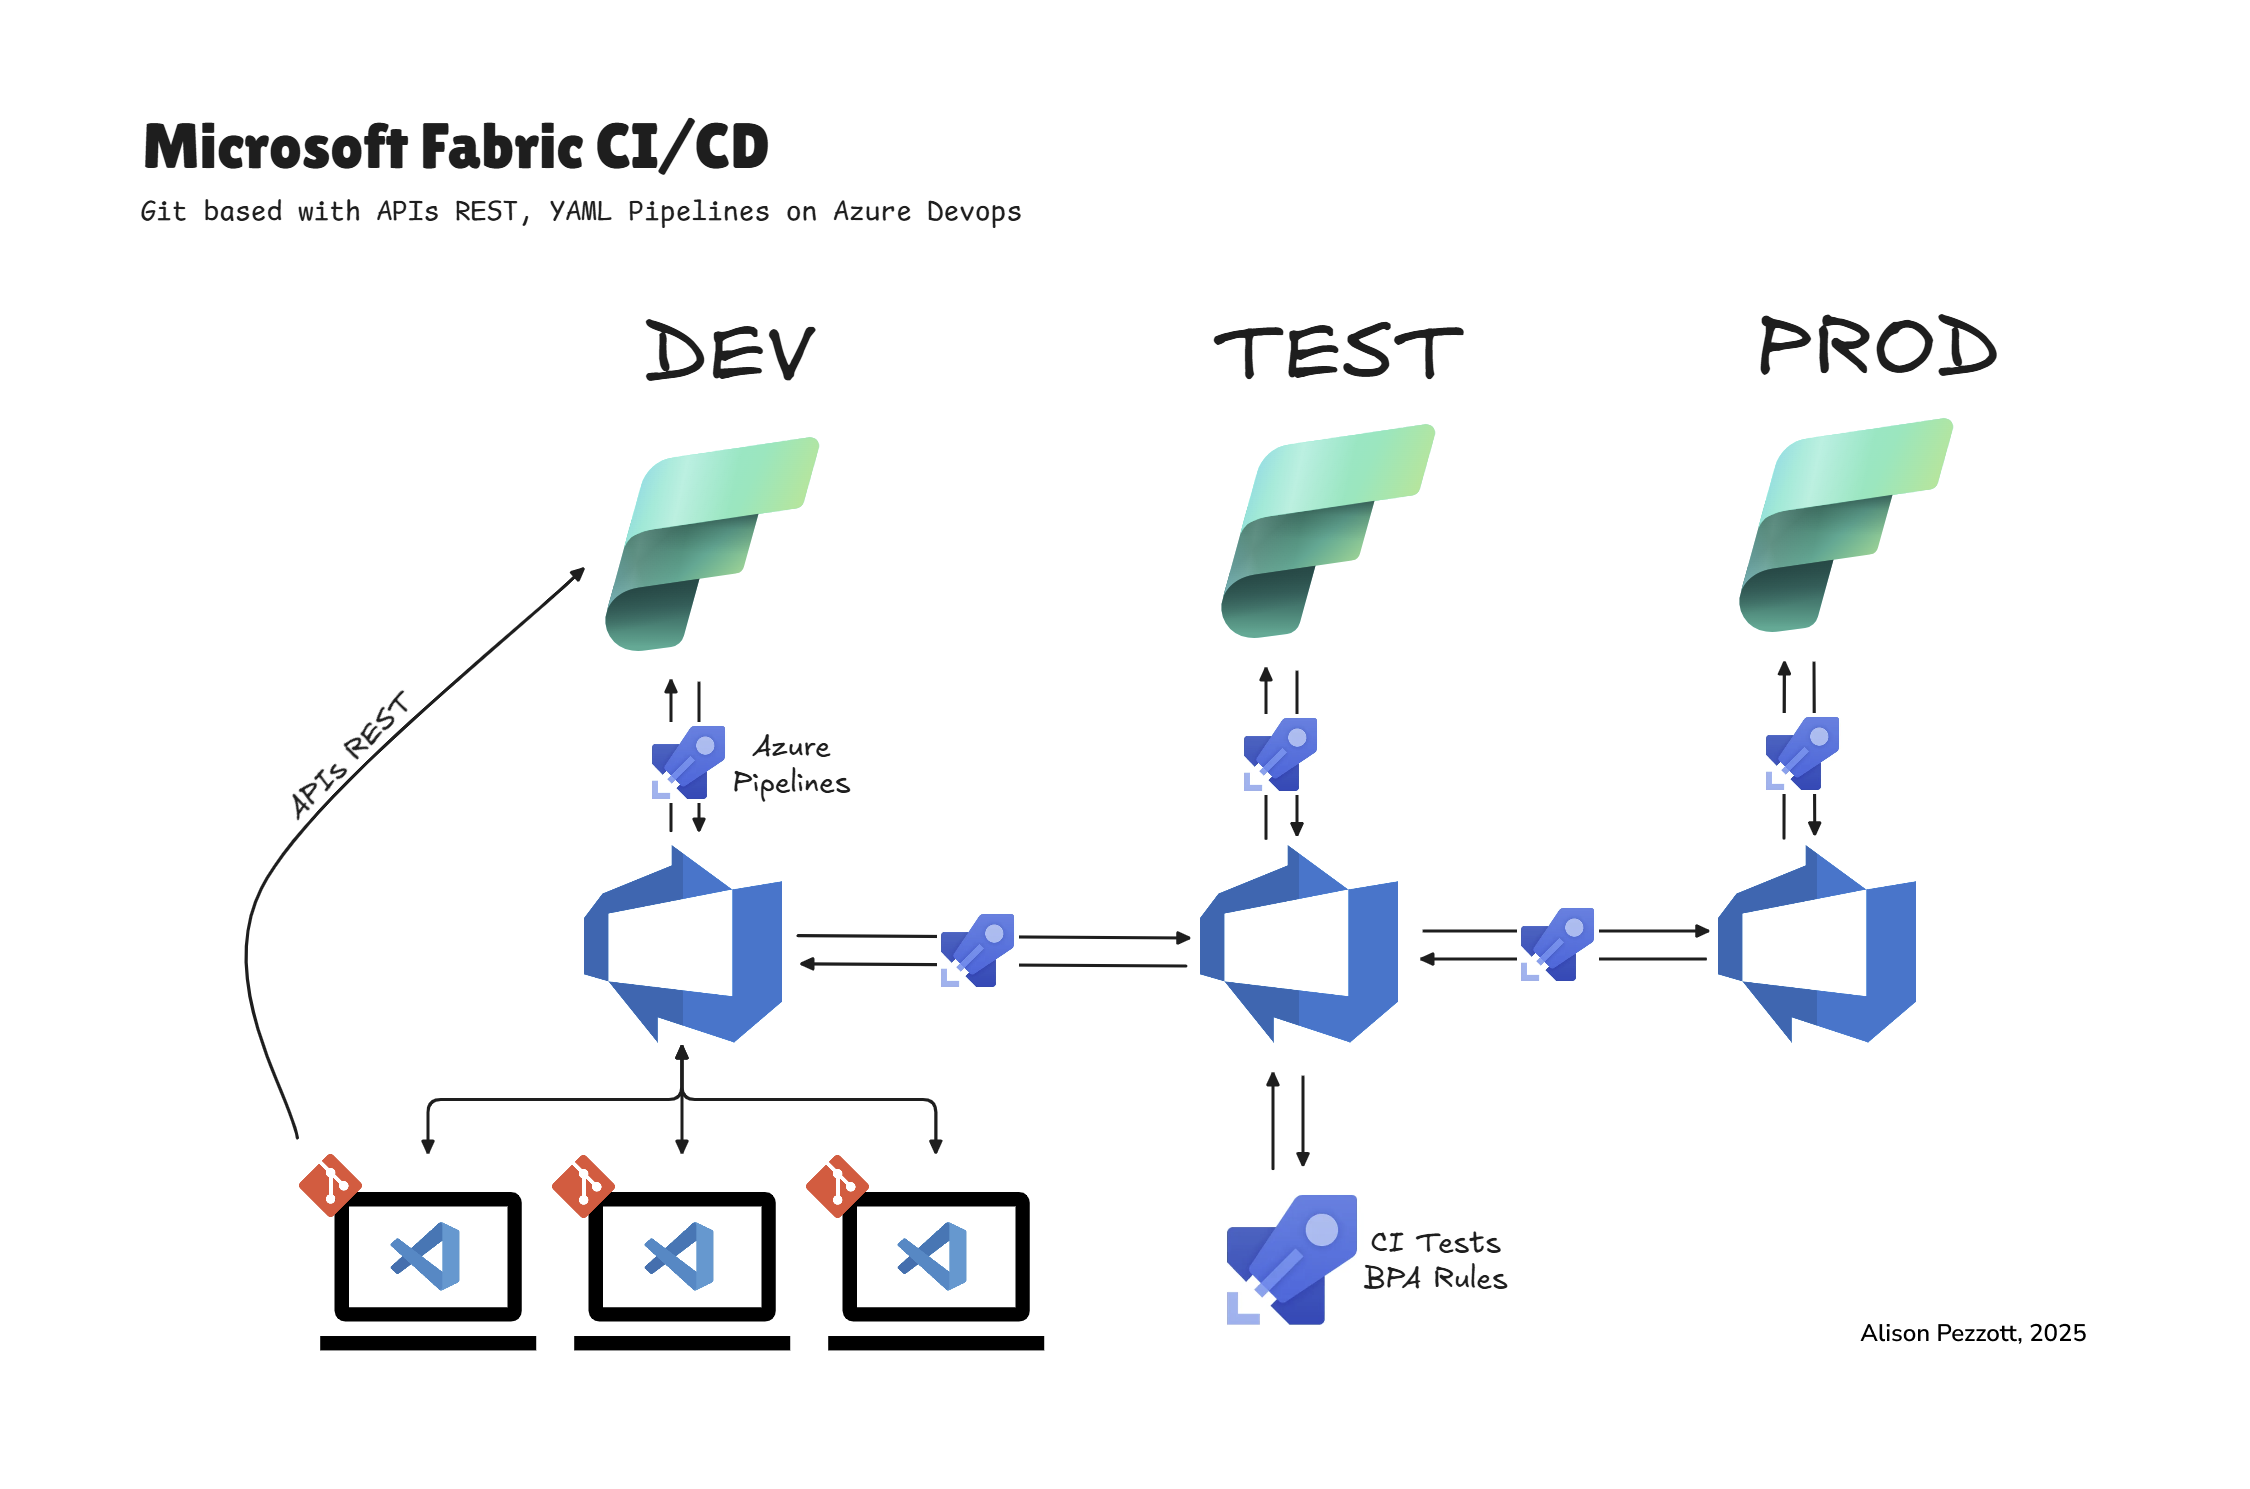 Microsoft Fabric CI/CD
Git based with APIs REST, YAML Pipelines on Azure Devops
DEV
TEST
PROD
APIs REST
Azure
Pipelines
CI Tests
BPA Rules
Alison Pezzott, 2025